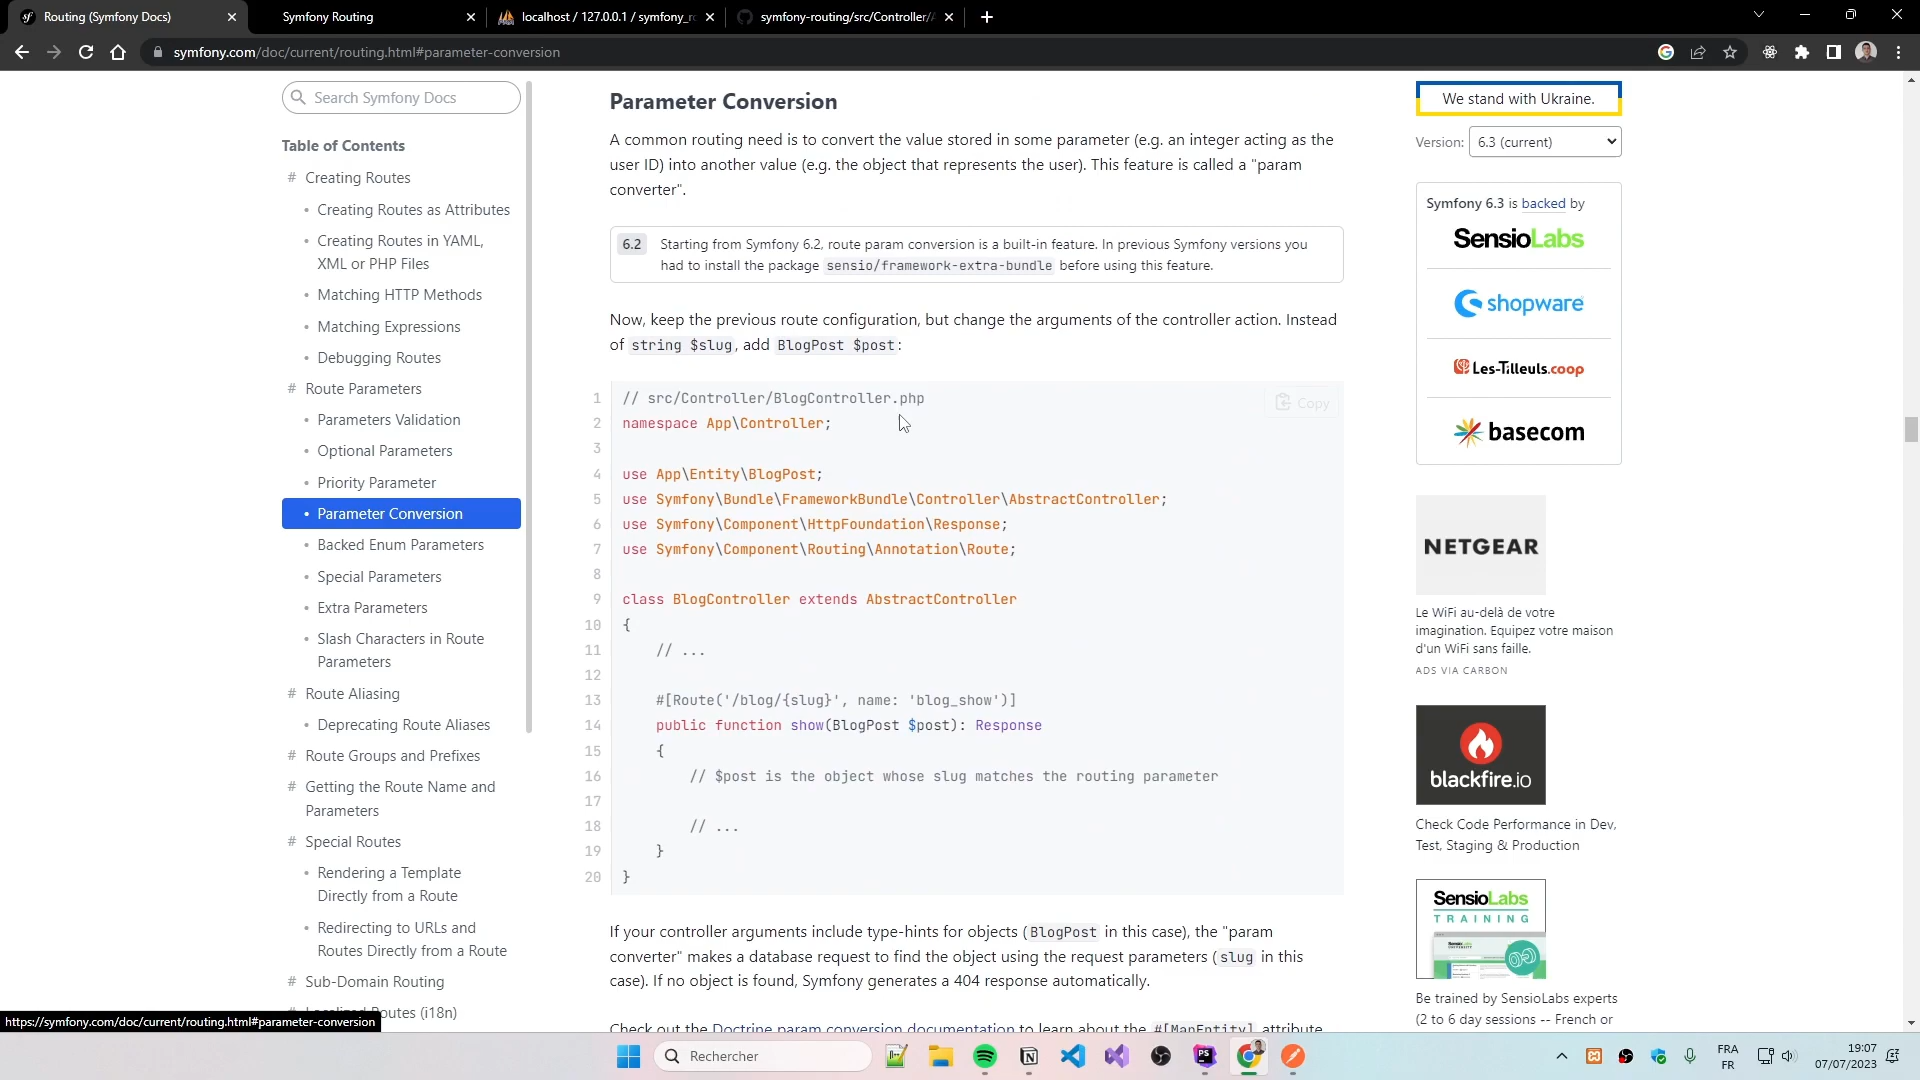 Routing (Symfony Docs)
Symfony Routing
localhost / 127.0.0.1 / symfony_ro
symfony-routing/src/Controller/A
symfony.com/doc/current/routing.html#parameter-conversion
Search Symfony Docs
Table of Contents
# Creating Routes
• Creating Routes as Attributes
• Creating Routes in YAML,
XML or PHP Files
• Matching HTTP Methods
• Matching Expressions
• Debugging Routes
# Route Parameters
• Parameters Validation
• Optional Parameters
• Priority Parameter
• Parameter Conversion
• Backed Enum Parameters
• Special Parameters
• Extra Parameters
• Slash Characters in Route
Parameters
# Route Aliasing
• Deprecating Route Aliases
# Route Groups and Prefixes
# Getting the Route Name and
Parameters
# Special Routes
• Rendering a Template
Directly from a Route
• Redirecting to URLs and
Routes Directly from a Route
# Sub-Domain Routing
# Localized Routes (i18n)
https://symfony.com/doc/current/routing.html#parameter-conversion
Parameter Conversion
A common routing need is to convert the value stored in some parameter (e.g. an integer acting as the
user ID) into another value (e.g. the object that represents the user). This feature is called a "param
converter".
6.2 Starting from Symfony 6.2, route param conversion is a built-in feature. In previous Symfony versions you
had to install the package sensio/framework-extra-bundle before using this feature.
Now, keep the previous route configuration, but change the arguments of the controller action. Instead
of string $slug, add BlogPost $post:
Copy
1 // src/Controller/BlogController.php
2 namespace App\Controller;
3
4 use App\Entity\BlogPost;
5 use Symfony\Bundle\FrameworkBundle\Controller\AbstractController;
6 use Symfony\Component\HttpFoundation\Response;
7 use Symfony\Component\Routing\Annotation\Route;
8
9 class BlogController extends AbstractController
10 {
11 // ...
12
13 #[Route('/blog/{slug}', name: 'blog_show')]
14 public function show(BlogPost $post): Response
15 {
16 // $post is the object whose slug matches the routing parameter
17
18 // ...
19 }
20 }
If your controller arguments include type-hints for objects (BlogPost in this case), the "param
converter" makes a database request to find the object using the request parameters (slug in this
case). If no object is found, Symfony generates a 404 response automatically.
Check out the Doctrine param conversion documentation to learn about the #[MapEntity] attribute
We stand with Ukraine.
Version: 6.3 (current)
Symfony 6.3 is backed by
SensioLabs
shopware
Les-Tilleuls.coop
basecom
NETGEAR
Le WiFi au-delà de votre
imagination. Equipez votre maison
d'un WiFi sans faille.
ADS VIA CARBON
blackfire.io
Check Code Performance in Dev,
Test, Staging & Production
SensioLabs
TRAINING
Be trained by SensioLabs experts
(2 to 6 day sessions -- French or
Rechercher
FRA
FR
19:07
07/07/2023